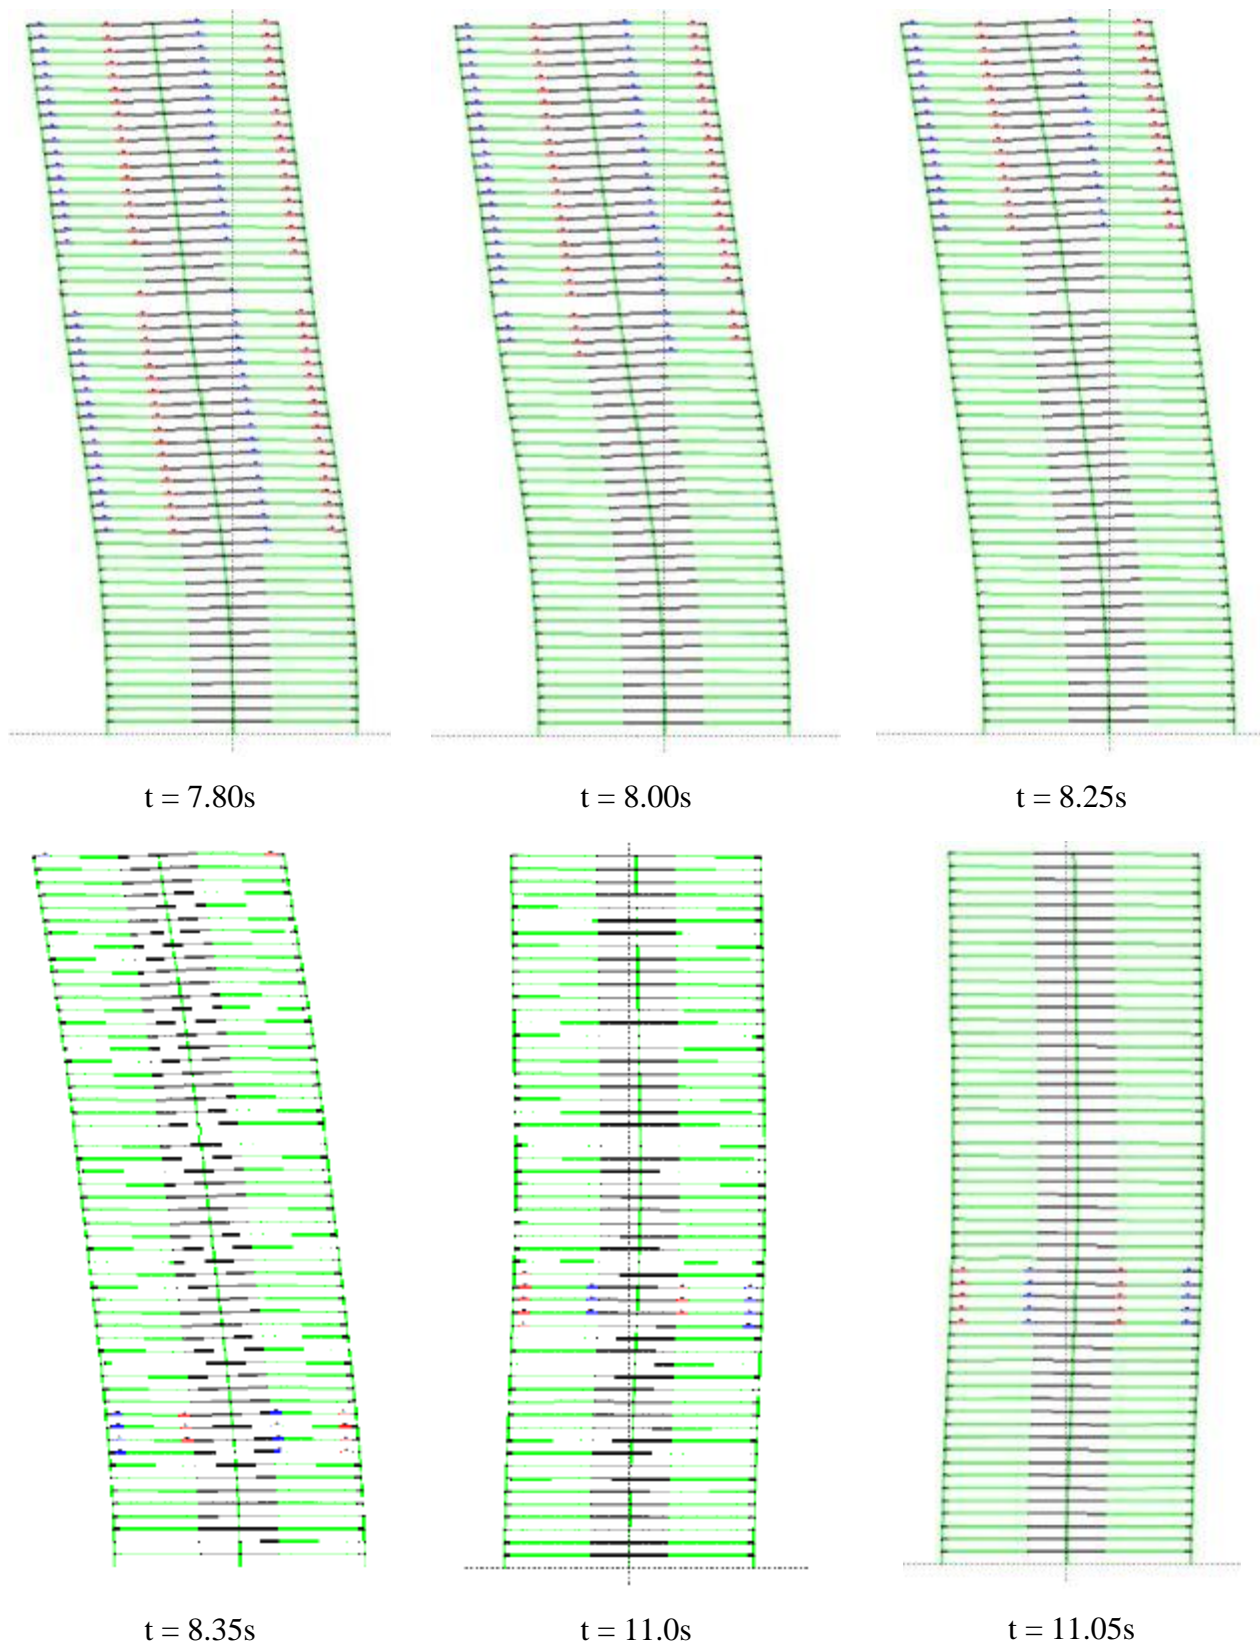 t = 7.80s
t = 8.00s
t = 8.25s
t = 8.35s
t = 11.0s
t = 11.05s